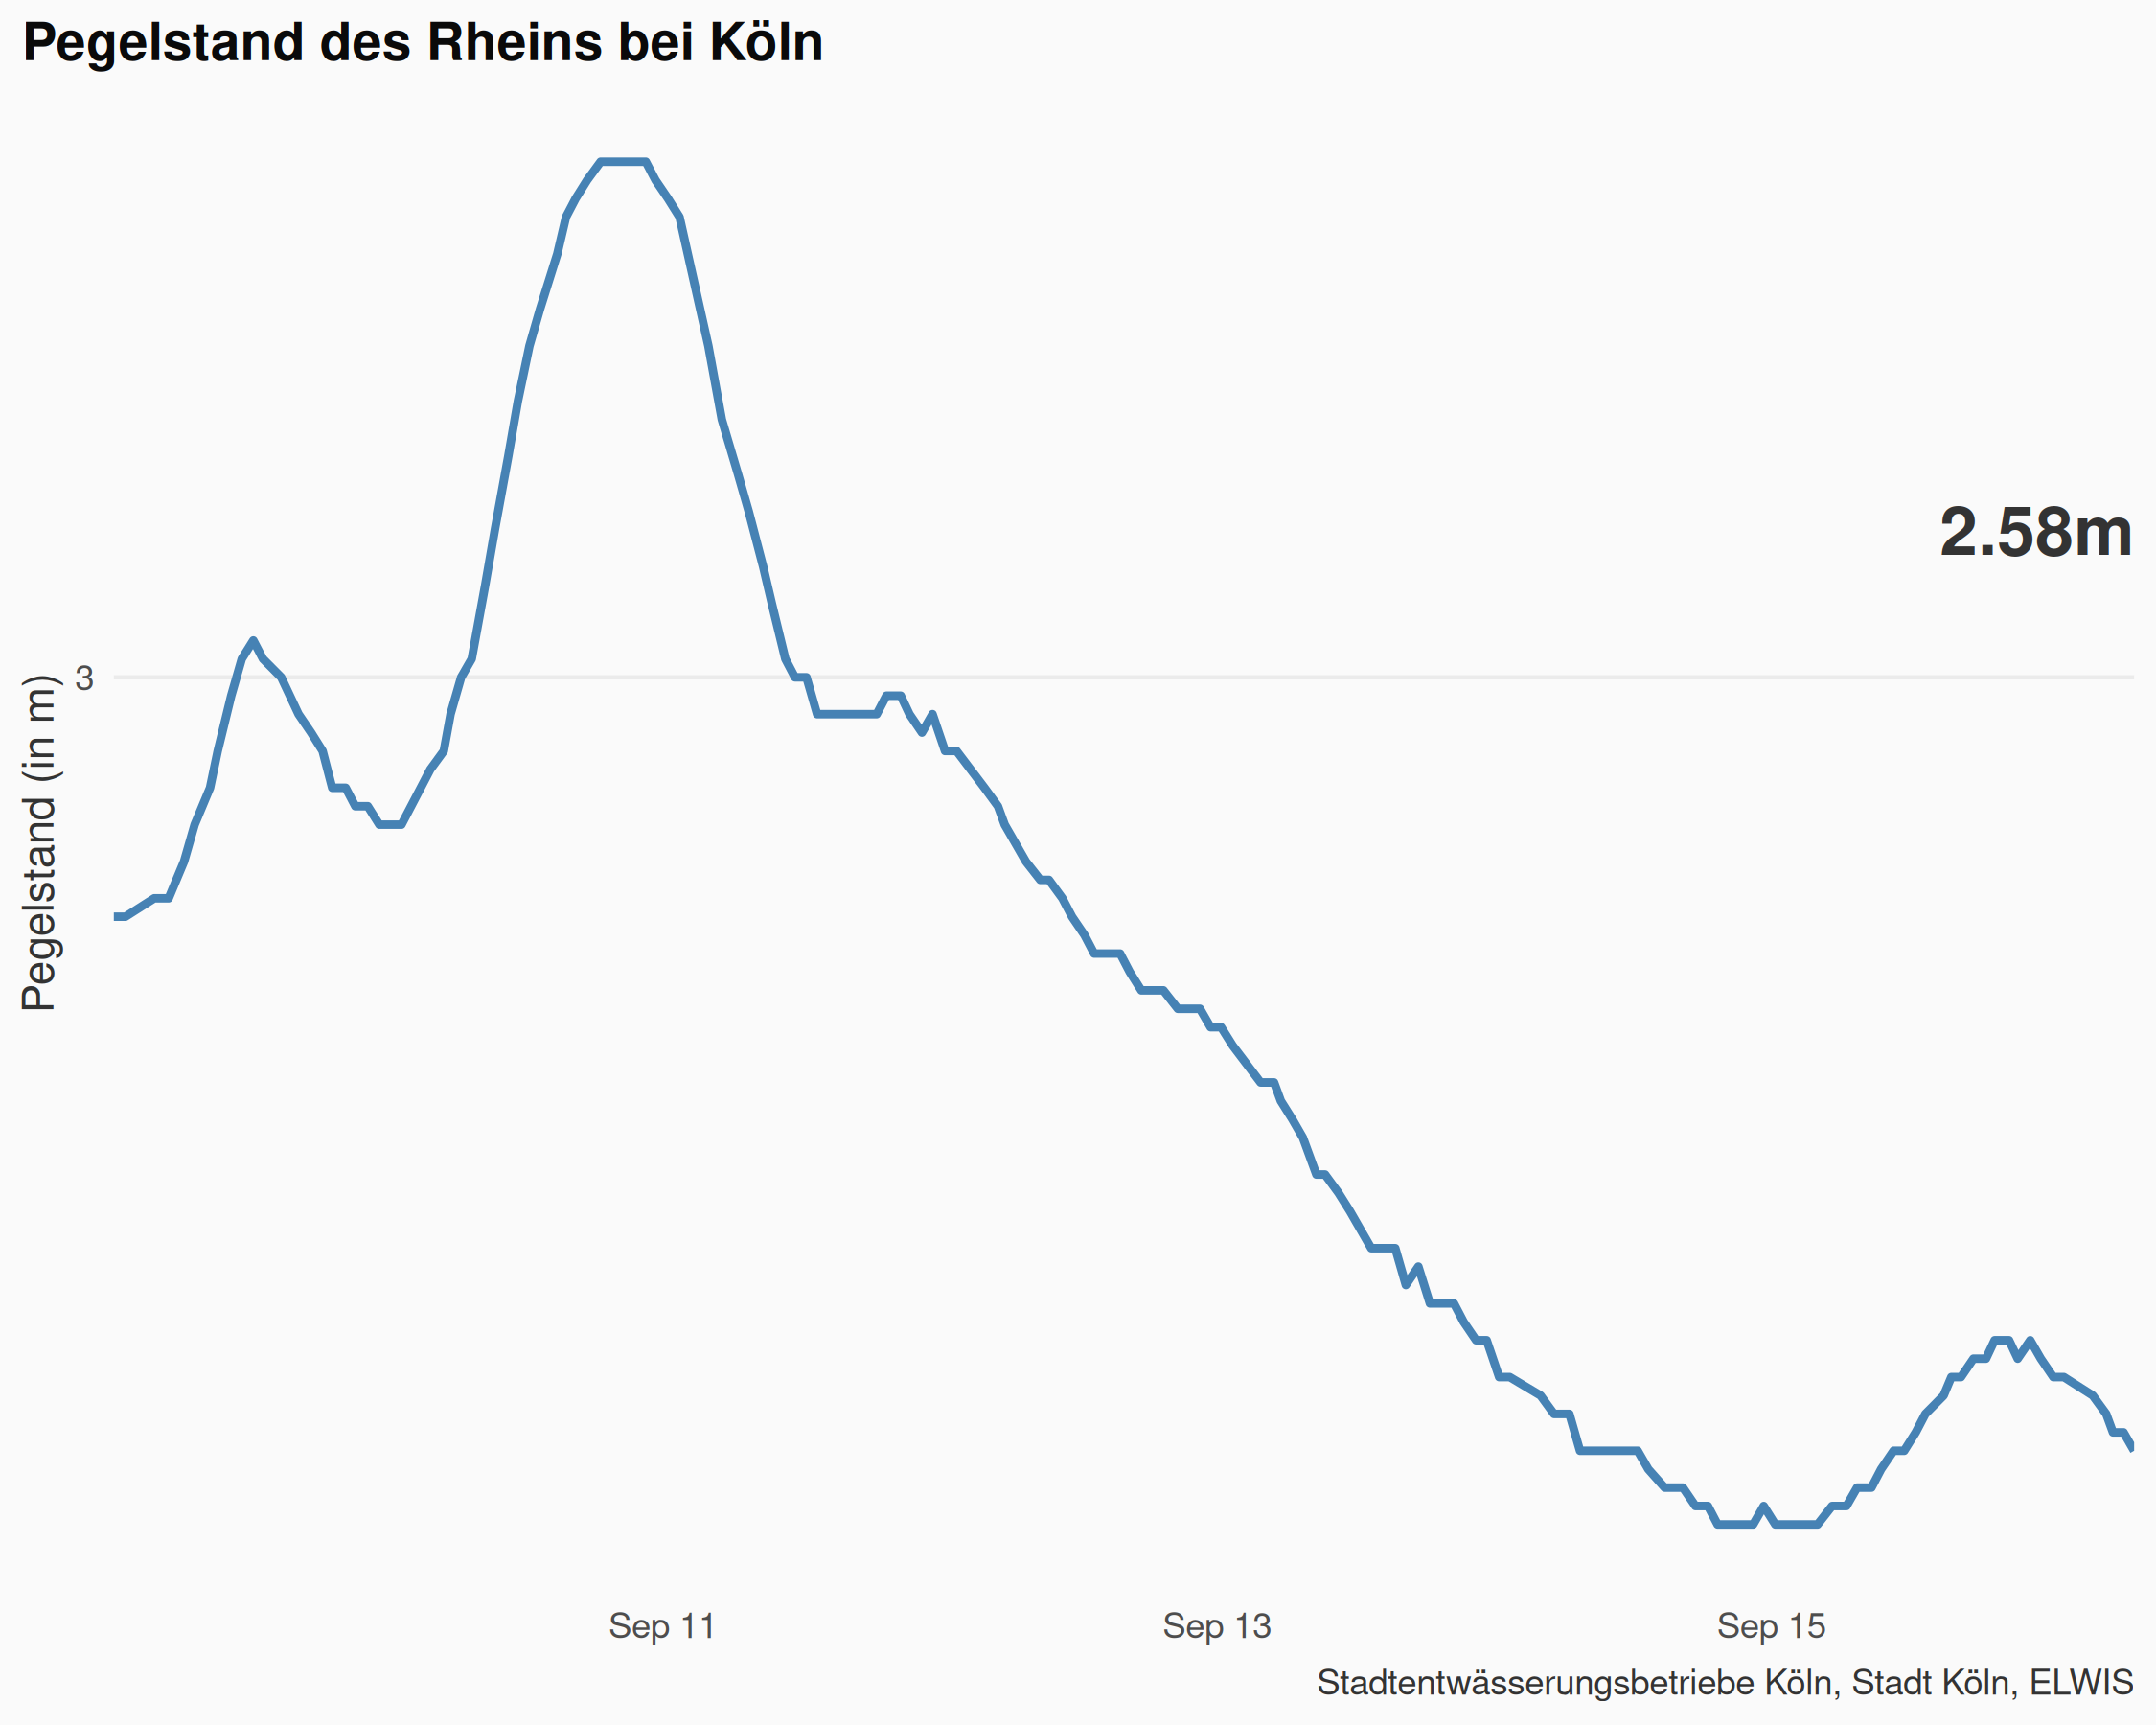 Pegelstand des Rheins bei Köln
2.58m
3
Pegelstand (in m)
Sep 11
Sep 13
Sep 15
Stadtentwässerungsbetriebe Köln, Stadt Köln, ELWIS